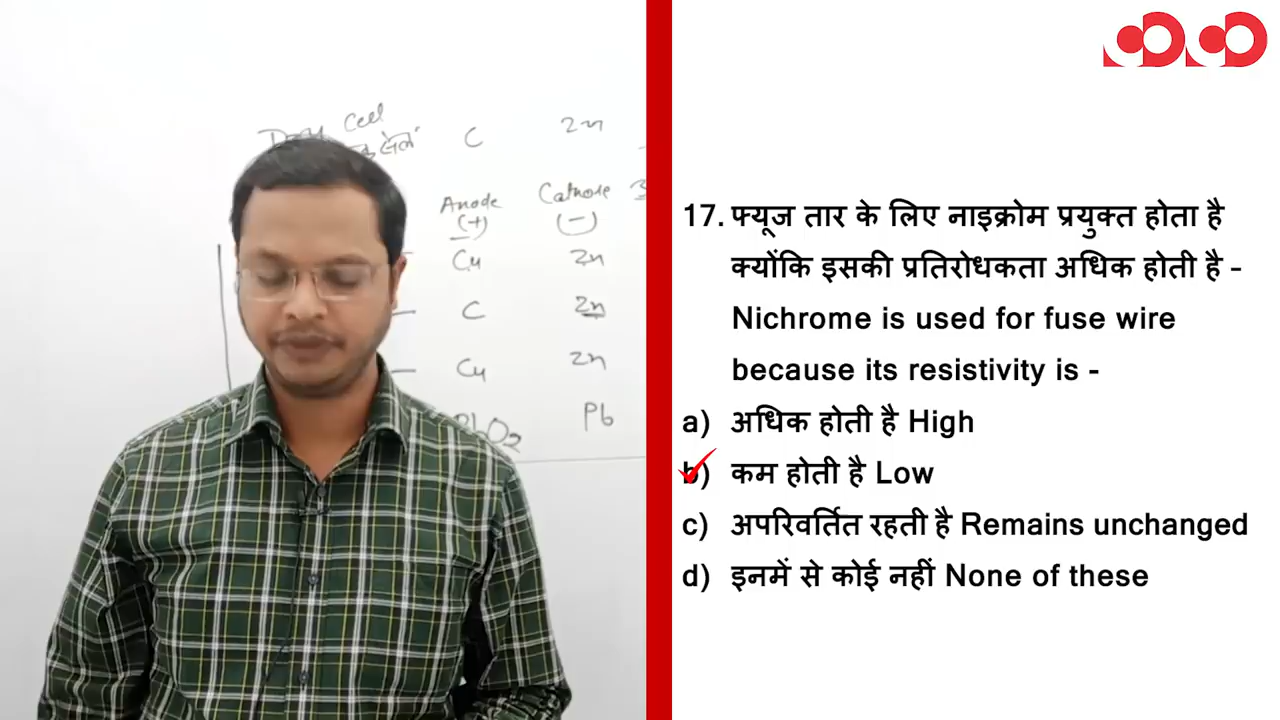 Dry Cell
C Zn
Anode Cathode
(+) (-)
Cu Zn
C Zn
Cu Zn
PbO2 Pb
17. फ्यूज तार के लिए नाइक्रोम प्रयुक्त होता है
क्योंकि इसकी प्रतिरोधकता अधिक होती है -
Nichrome is used for fuse wire
because its resistivity is -
a) अधिक होती है High
b) कम होती है Low
c) अपरिवर्तित रहती है Remains unchanged
d) इनमें से कोई नहीं None of these